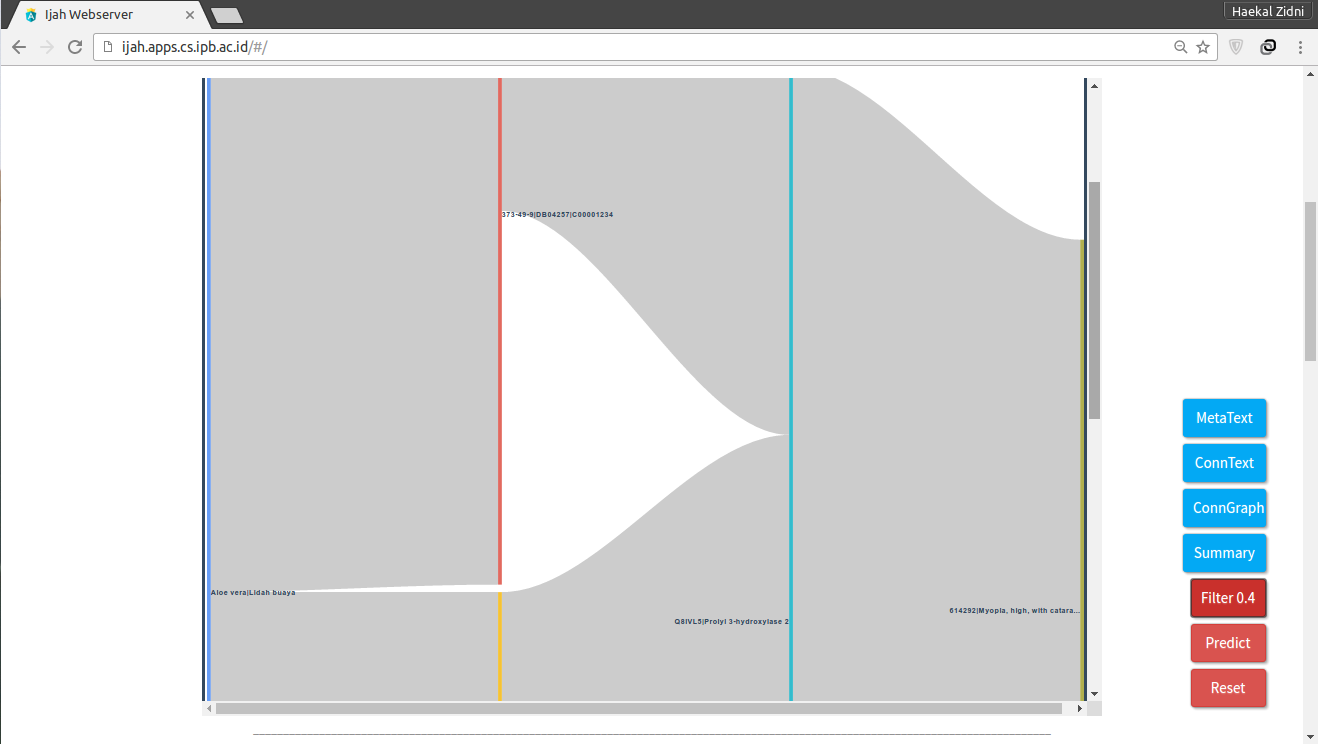 Ijah Webserver
Haekal Zidni
ijah.apps.cs.ipb.ac.id/#/
373-49-9|DB04257|C00001234
Aloe vera|Lidah buaya
Q8IVL5|Prolyl 3-hydroxylase 2
614292|Myopia, high, with catara...
MetaText
ConnText
ConnGraph
Summary
Filter 0.4
Predict
Reset